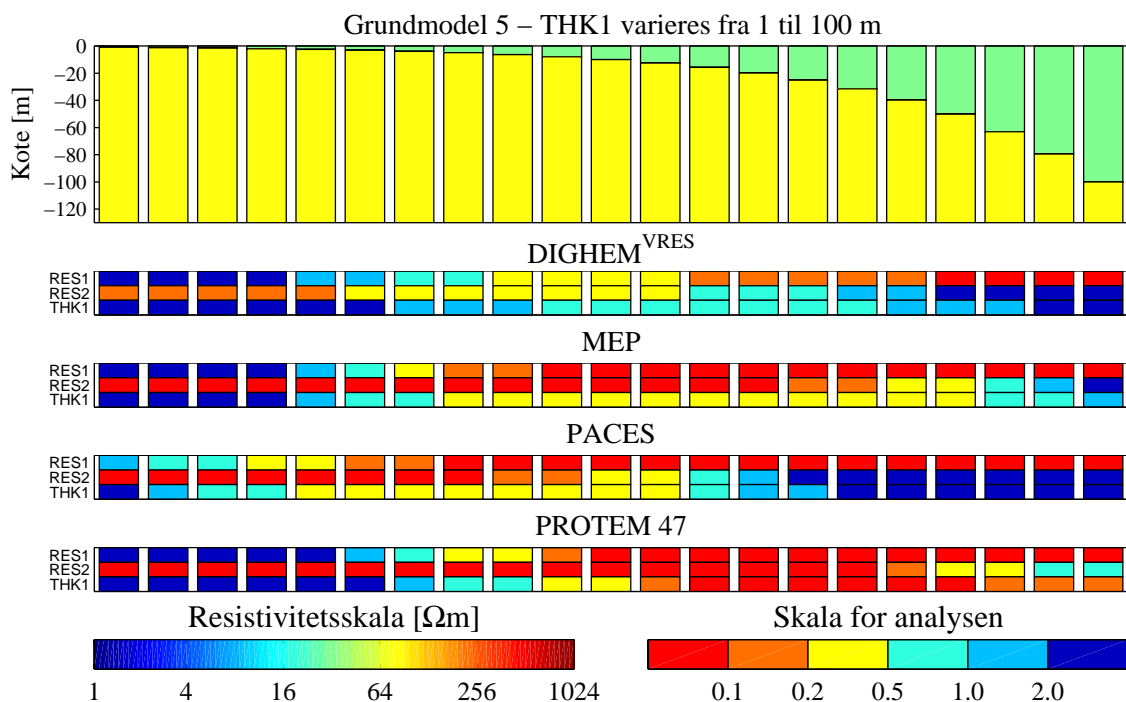 Grundmodel 5 – THK1 varieres fra 1 til 100 m
Kote [m]
0
−20
−40
−60
−80
−100
−120
DIGHEM^VRES
RES1
RES2
THK1
MEP
RES1
RES2
THK1
PACES
RES1
RES2
THK1
PROTEM 47
RES1
RES2
THK1
Resistivitetsskala [Ωm]
1 4 16 64 256 1024
Skala for analysen
0.1 0.2 0.5 1.0 2.0